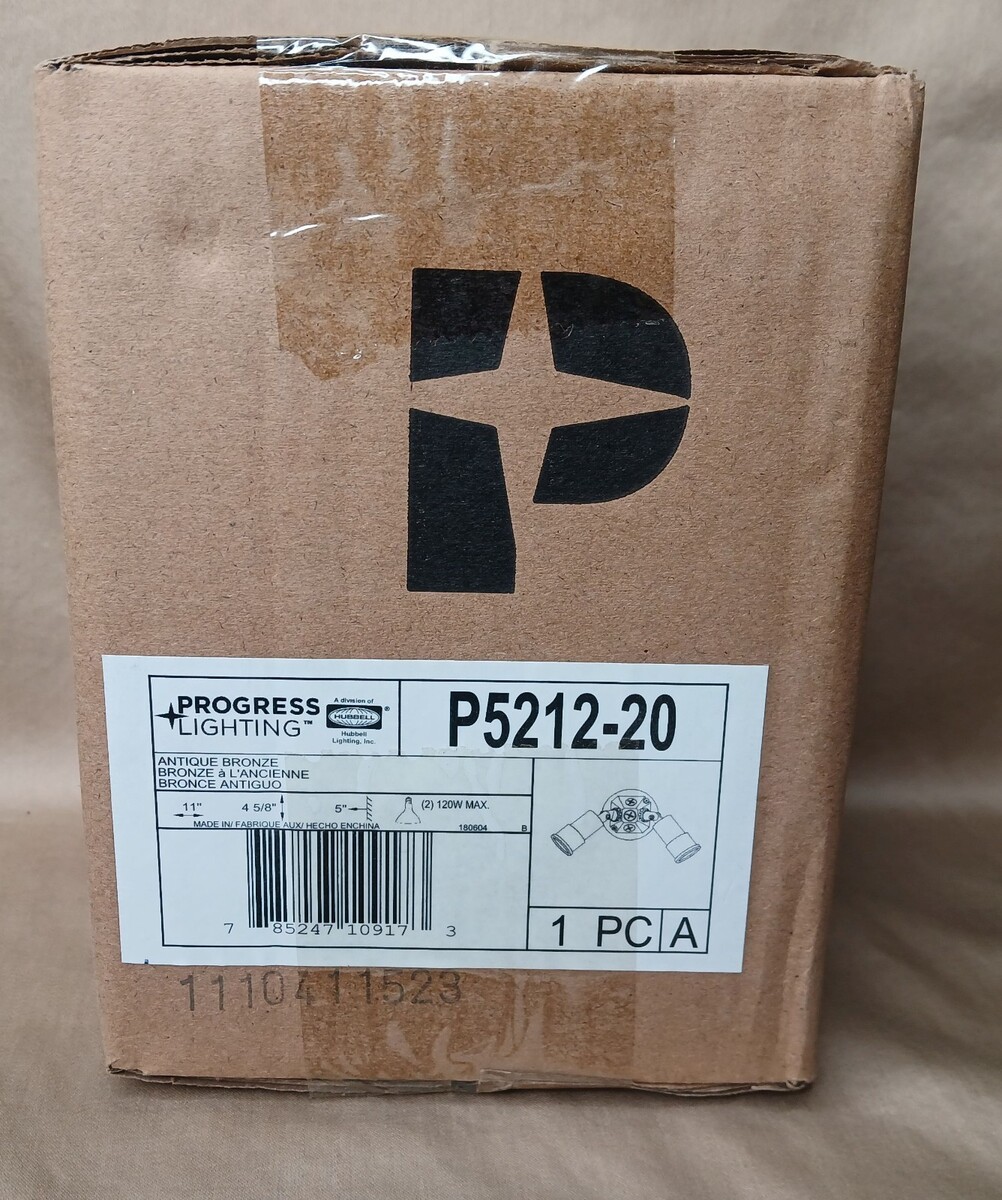 P
PROGRESS
LIGHTING™
A division of
HUBBELL®
Hubbell
Lighting, Inc.
P5212-20
ANTIQUE BRONZE
BRONZE à L'ANCIENNE
BRONCE ANTIGUO
11" 4 5/8" 5" (2) 120W MAX.
MADE IN/ FABRIQUE AUX/ HECHO ENCHINA 180604 B
7 85247 10917 3
1 PC A
1110411523